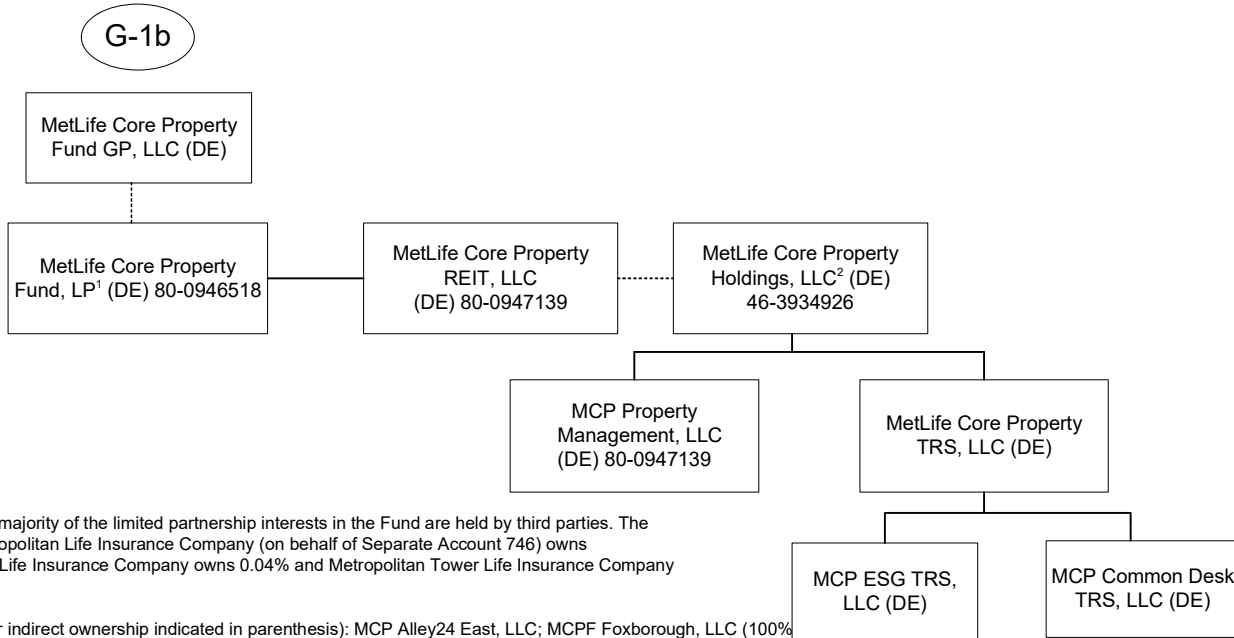 G-1b
MetLife Core Property
Fund GP, LLC (DE)
MetLife Core Property
Fund, LP¹ (DE) 80-0946518
MetLife Core Property
REIT, LLC
(DE) 80-0947139
MetLife Core Property
Holdings, LLC² (DE)
46-3934926
MCP Property
Management, LLC
(DE) 80-0947139
MetLife Core Property
TRS, LLC (DE)
majority of the limited partnership interests in the Fund are held by third parties. The
opolitan Life Insurance Company (on behalf of Separate Account 746) owns
Life Insurance Company owns 0.04% and Metropolitan Tower Life Insurance Company
MCP ESG TRS,
LLC (DE)
MCP Common Desk
TRS, LLC (DE)
r indirect ownership indicated in parenthesis): MCP Alley24 East, LLC; MCPF Foxborough, LLC (100%